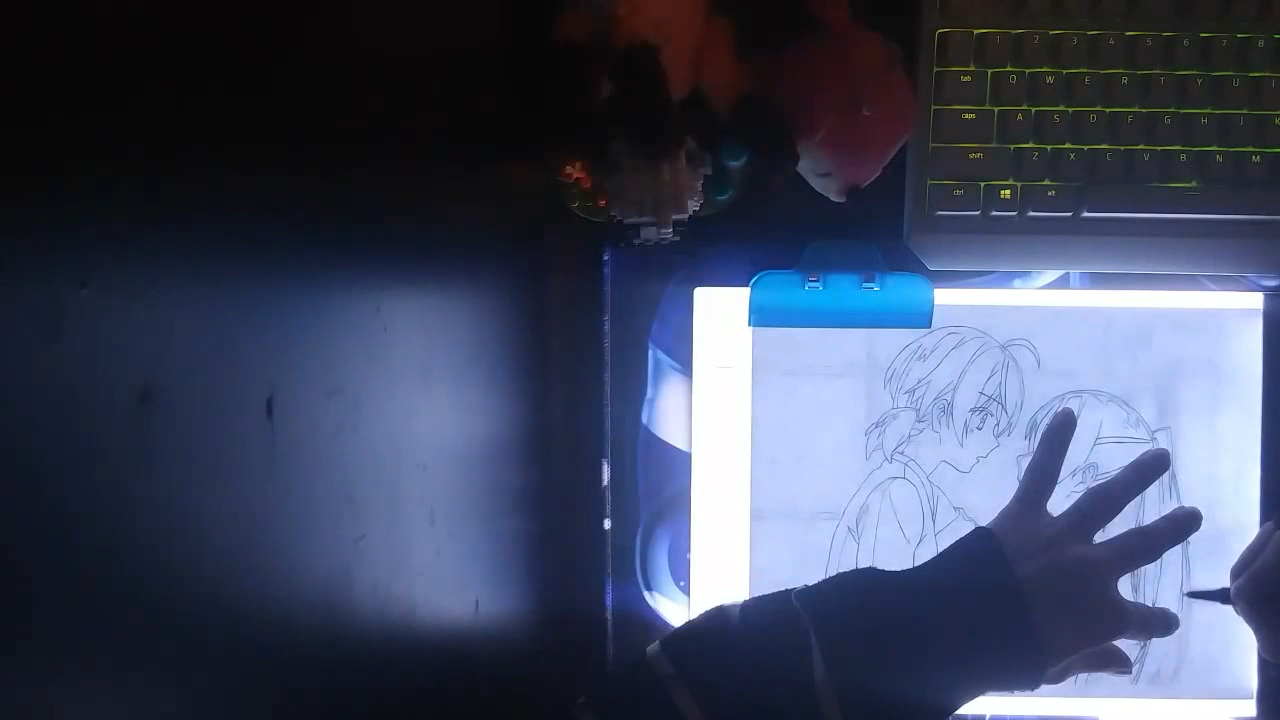 1 2 3 4 5 6 7 8
tab Q W E R T Y U I
caps A S D F G H J K
shift Z X C V B N M
ctrl alt